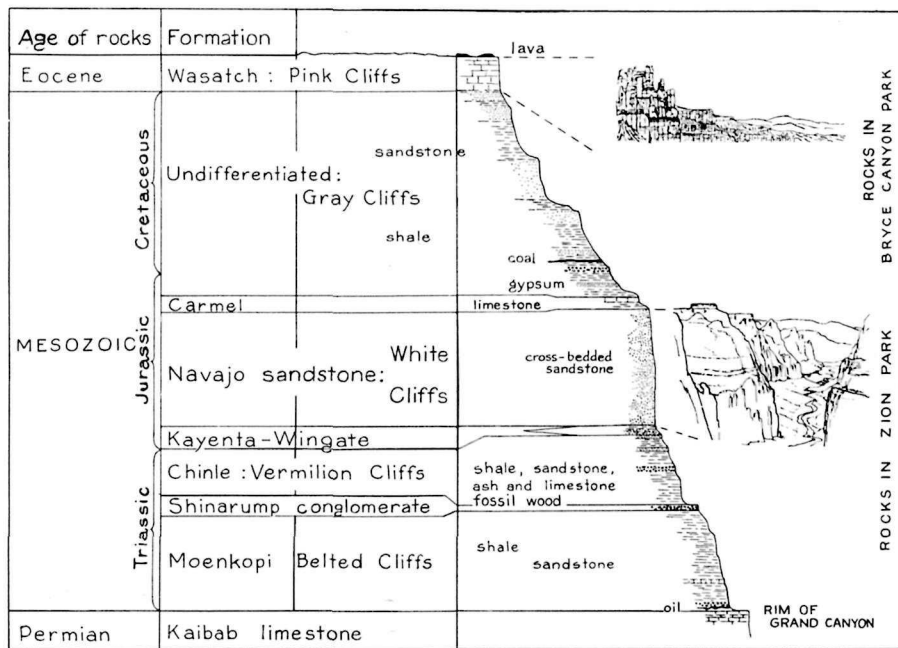 Age of rocks Formation
lava
Eocene Wasatch : Pink Cliffs
sandstone
Undifferentiated:
Gray Cliffs
shale
Cretaceous
coal
gypsum
Carmel limestone
MESOZOIC
Jurassic
White
Navajo sandstone:
Cliffs
cross-bedded
sandstone
Kayenta-Wingate
Chinle : Vermilion Cliffs
shale, sandstone,
ash and limestone
fossil wood
Shinarump conglomerate
Triassic
Moenkopi Belted Cliffs
shale
sandstone
oil
RIM OF
GRAND CANYON
Permian Kaibab limestone
ROCKS IN
BRYCE CANYON PARK
ROCKS IN ZION PARK